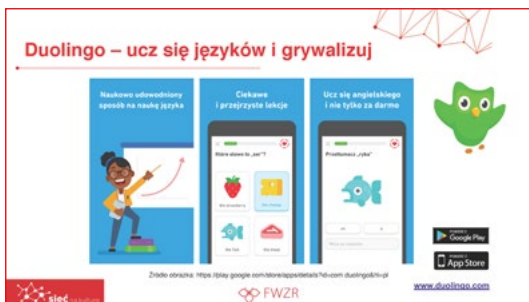 Duolingo – ucz się języków i grywalizuj
Naukowo udowodniony
sposób na naukę języka
Ciekawe
i przejrzyste lekcje
Które słowo to „ser”?
Ucz się angielskiego
i nie tylko za darmo
Przetłumacz „ryba”
Google Play
App Store
Źródło obrazka: https://play.google.com/store/apps/details?id=com.duolingo&hl=pl
www.duolingo.com
sieć
FWZR